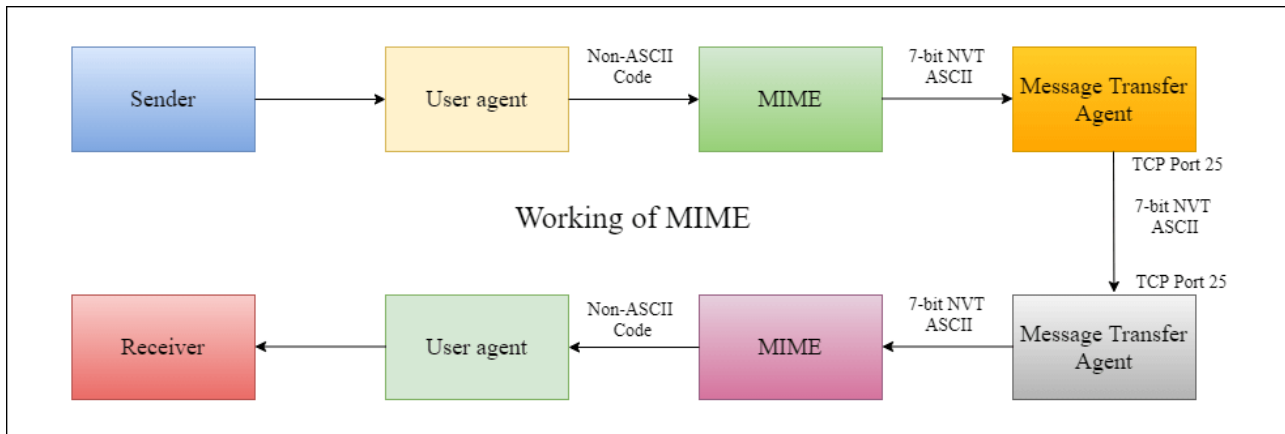 Sender
User agent
Non-ASCII
Code
MIME
7-bit NVT
ASCII
Message Transfer
Agent
TCP Port 25
7-bit NVT
ASCII
TCP Port 25
Working of MIME
Receiver
User agent
Non-ASCII
Code
MIME
7-bit NVT
ASCII
Message Transfer
Agent